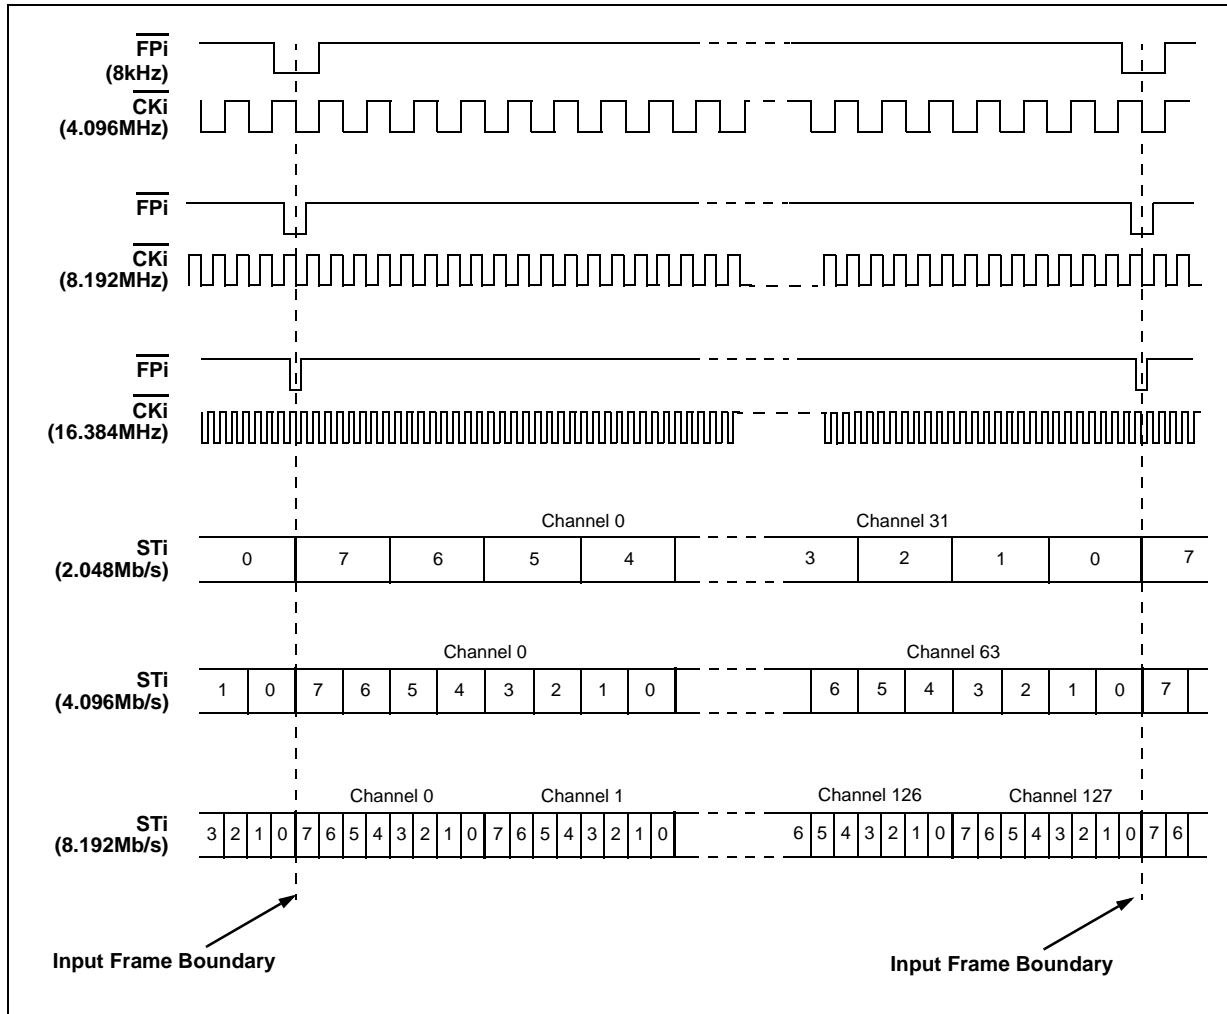 FPi
(8kHz)
CKi
(4.096MHz)
FPi
CKi
(8.192MHz)
FPi
CKi
(16.384MHz)
Channel 0 Channel 31
STi
(2.048Mb/s)
0 7 6 5 4 3 2 1 0 7
Channel 0 Channel 63
STi
(4.096Mb/s)
1 0 7 6 5 4 3 2 1 0 6 5 4 3 2 1 0 7
Channel 0 Channel 1 Channel 126 Channel 127
STi
(8.192Mb/s)
3 2 1 0 7 6 5 4 3 2 1 0 7 6 5 4 3 2 1 0 6 5 4 3 2 1 0 7 6 5 4 3 2 1 0 7 6
Input Frame Boundary Input Frame Boundary